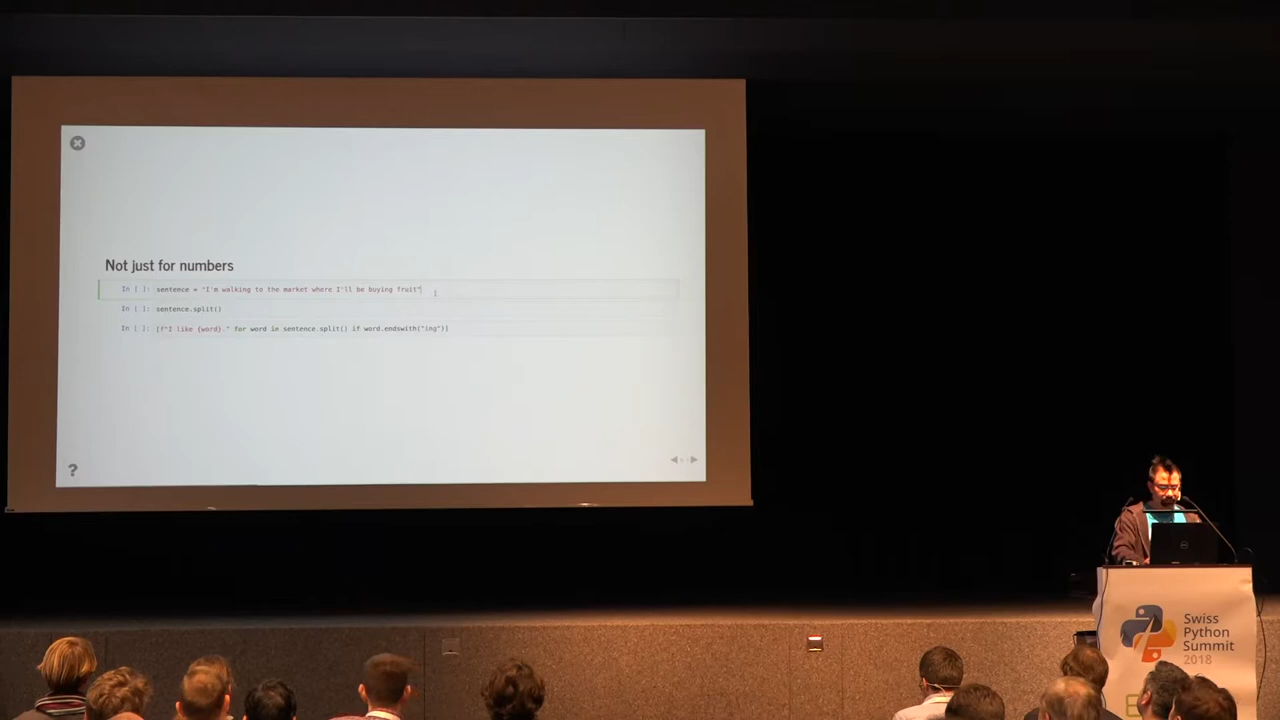 Not just for numbers
In [ ]: sentence = "I'm walking to the market where I'll be buying fruit"
In [ ]: sentence.split()
In [ ]: [f"I like {word}." for word in sentence.split() if word.endswith("ing")]
?
Swiss
Python
Summit
2018